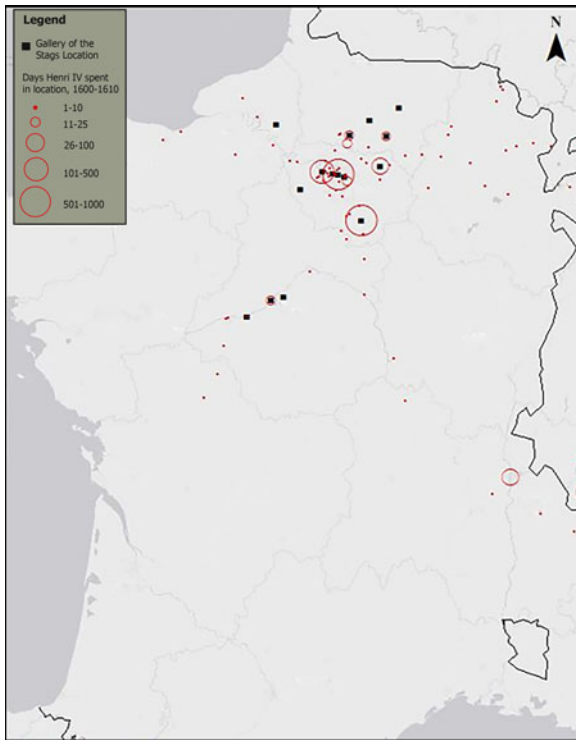 Legend
Gallery of the
Stags Location
Days Henri IV spent
in location, 1600-1610
1-10
11-25
26-100
101-500
501-1000
N